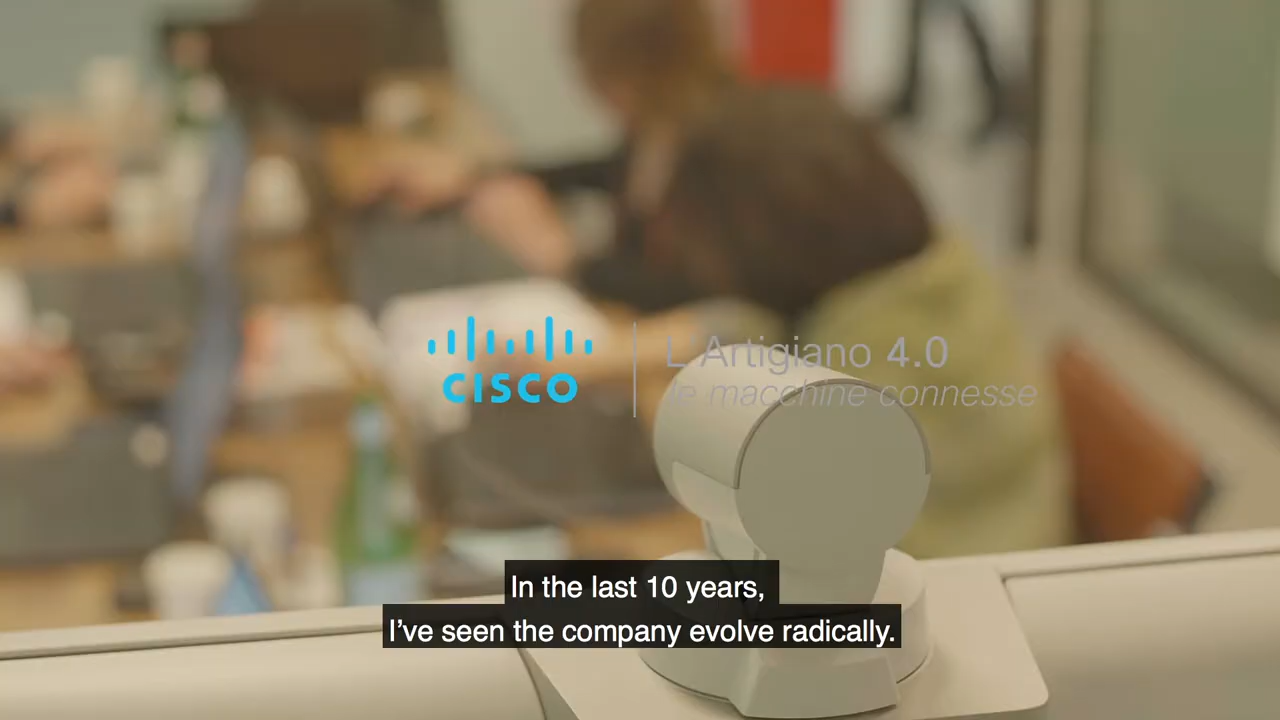 CISCO
L'Artigiano 4.0
le macchine connesse
In the last 10 years,
I've seen the company evolve radically.